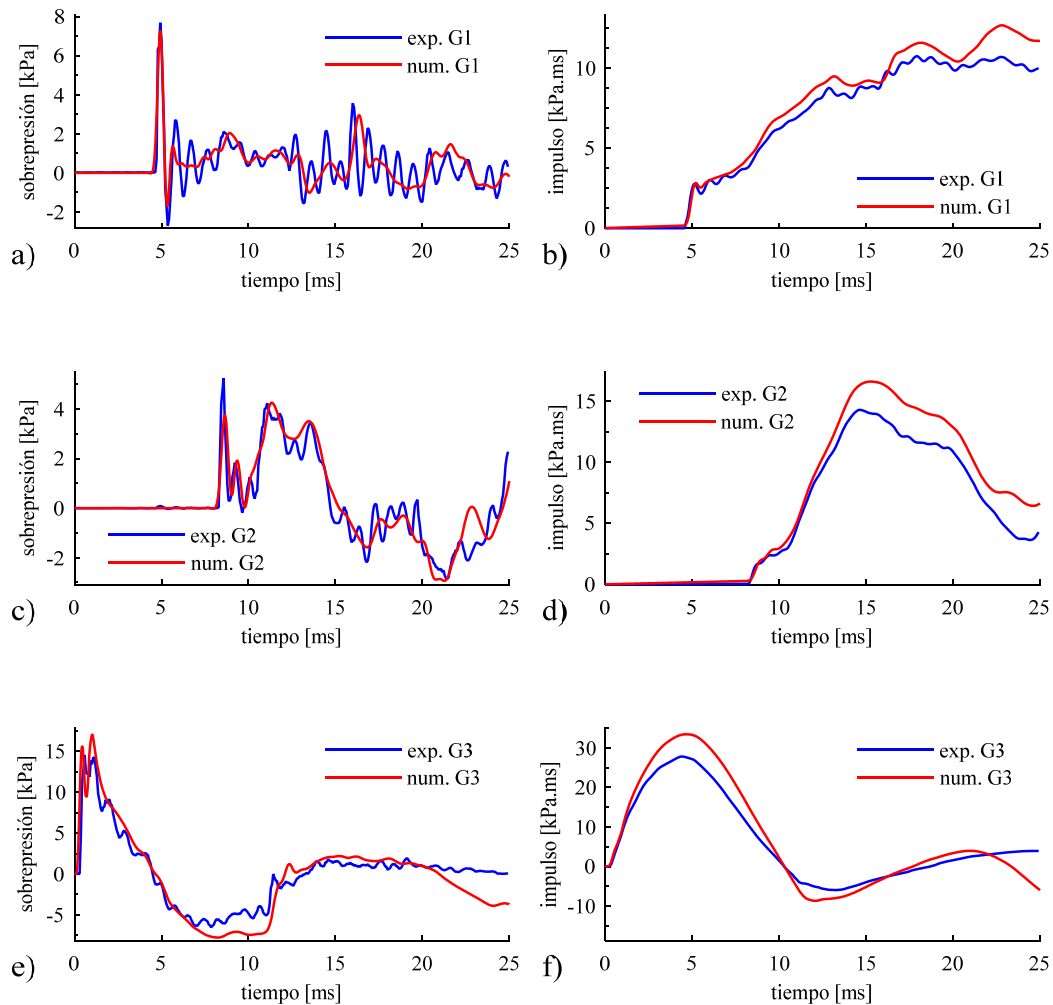 8
6
4
2
0
-2
sobrepresión [kPa]
exp. G1
num. G1
0 5 10 15 20 25
tiempo [ms]
a)
10
5
0
impulso [kPa.ms]
exp. G1
num. G1
0 5 10 15 20 25
tiempo [ms]
b)
4
2
0
-2
sobrepresión [kPa]
exp. G2
num. G2
0 5 10 15 20 25
tiempo [ms]
c)
15
10
5
0
impulso [kPa.ms]
exp. G2
num. G2
0 5 10 15 20 25
tiempo [ms]
d)
15
10
5
0
-5
sobrepresión [kPa]
exp. G3
num. G3
0 5 10 15 20 25
tiempo [ms]
e)
30
20
10
0
-10
impulso [kPa.ms]
exp. G3
num. G3
0 5 10 15 20 25
tiempo [ms]
f)